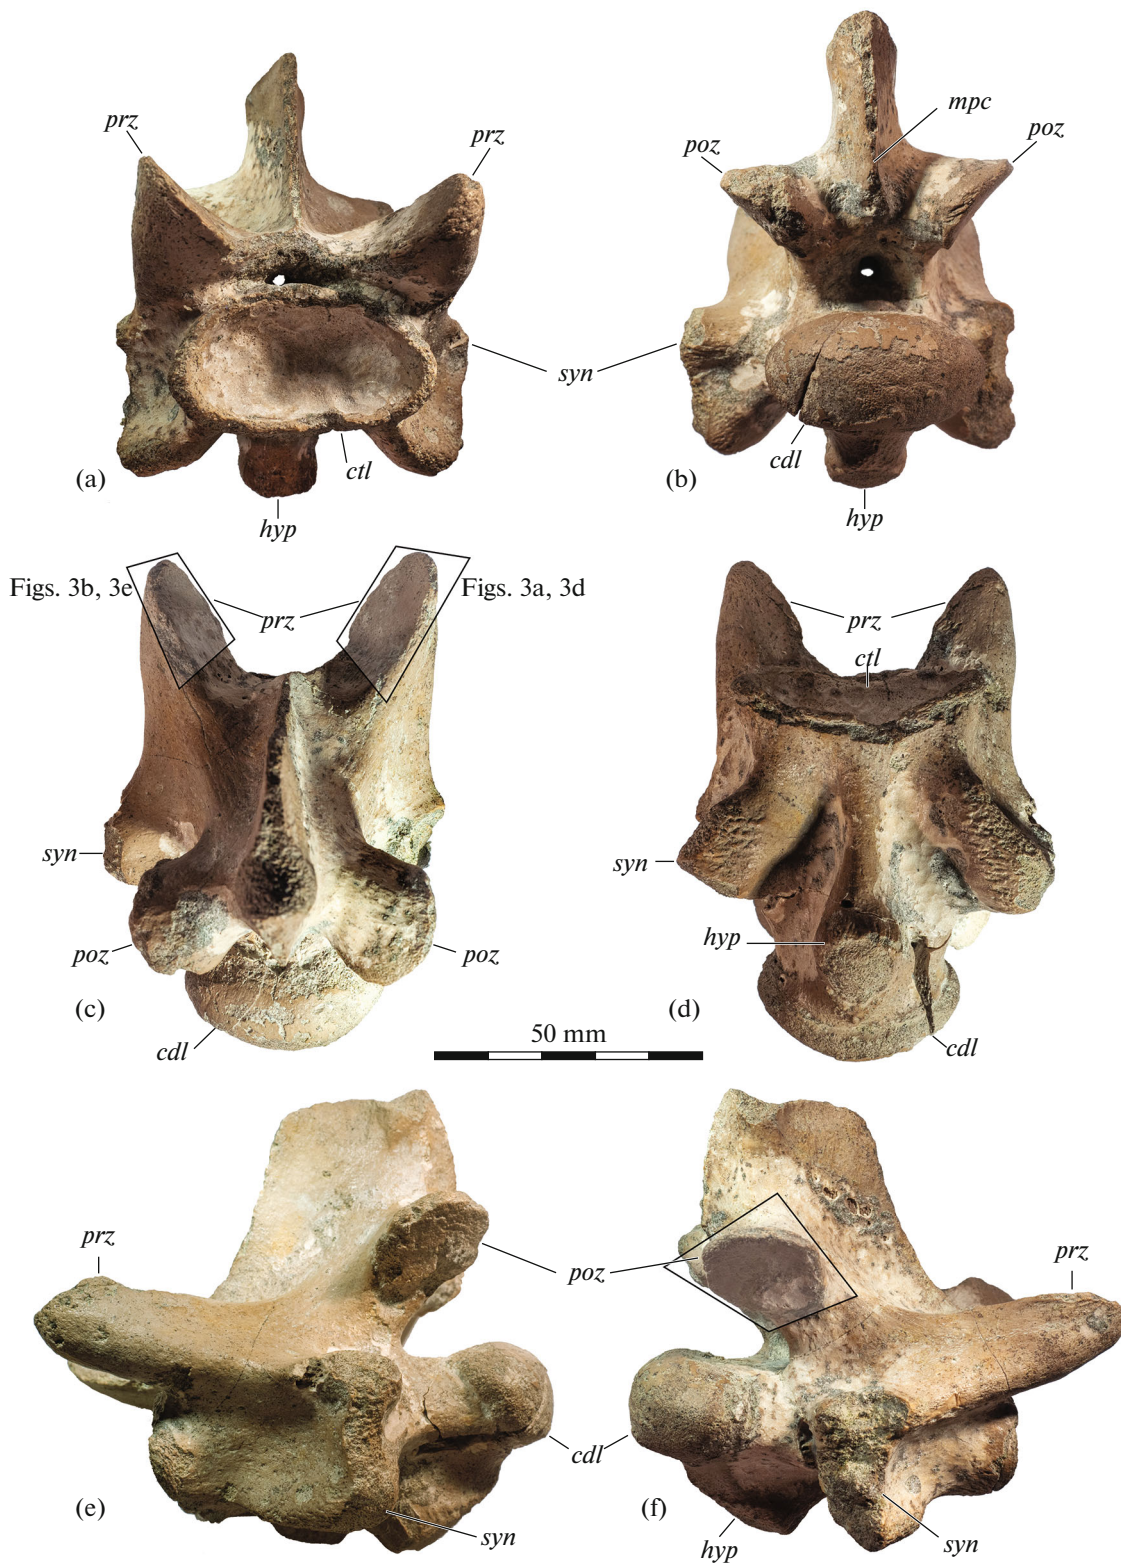 prz
prz
mpc
poz
poz
syn
cdl
ctl
(a)
(b)
hyp
hyp
Figs. 3b, 3e
Figs. 3a, 3d
prz
prz
ctl
syn
syn
hyp
poz
poz
(c)
(d)
50 mm
cdl
cdl
prz
poz
prz
cdl
(e)
(f)
syn
hyp
syn